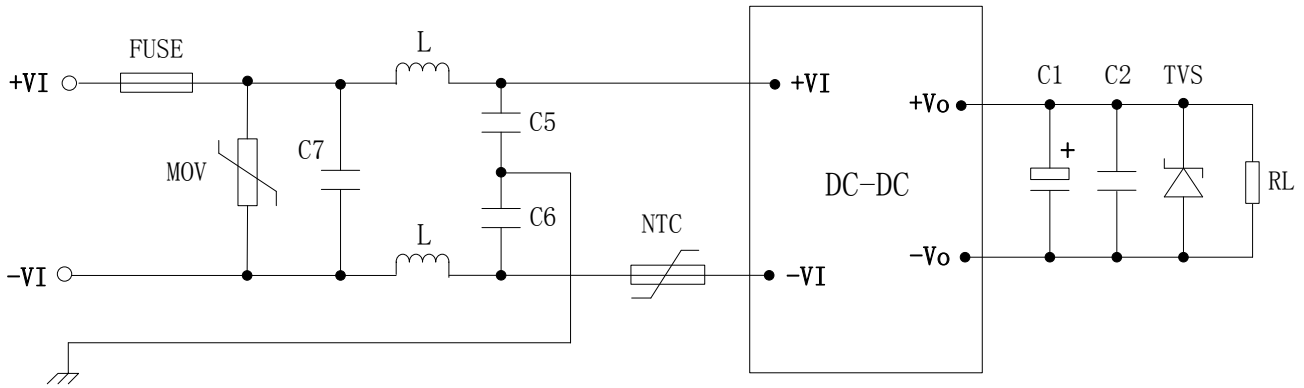 FUSE
L
+VI
+VI
C1
C2
TVS
+Vo
C5
MOV
C7
+
DC-DC
RL
C6
L
NTC
-Vo
-VI
-VI